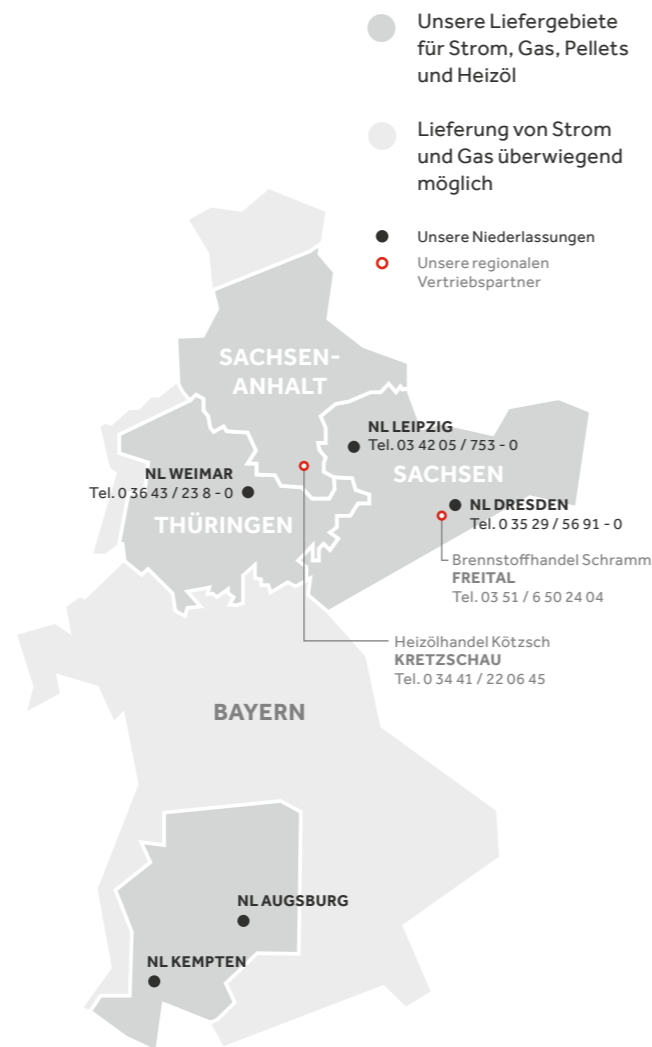 Unsere Liefergebiete
für Strom, Gas, Pellets
und Heizöl
Lieferung von Strom
und Gas überwiegend
möglich
Unsere Niederlassungen
Unsere regionalen
Vertriebspartner
SACHSEN-
ANHALT
NL LEIPZIG
Tel. 03 42 05 / 753 - 0
SACHSEN
NL WEIMAR
Tel. 0 36 43 / 23 8 - 0
THÜRINGEN
NL DRESDEN
Tel. 0 35 29 / 56 91 - 0
Brennstoffhandel Schramm
FREITAL
Tel. 03 51 / 6 50 24 04
Heizölhandel Kötzsch
KRETZSCHAU
Tel. 0 34 41 / 22 06 45
BAYERN
NL AUGSBURG
NL KEMPTEN